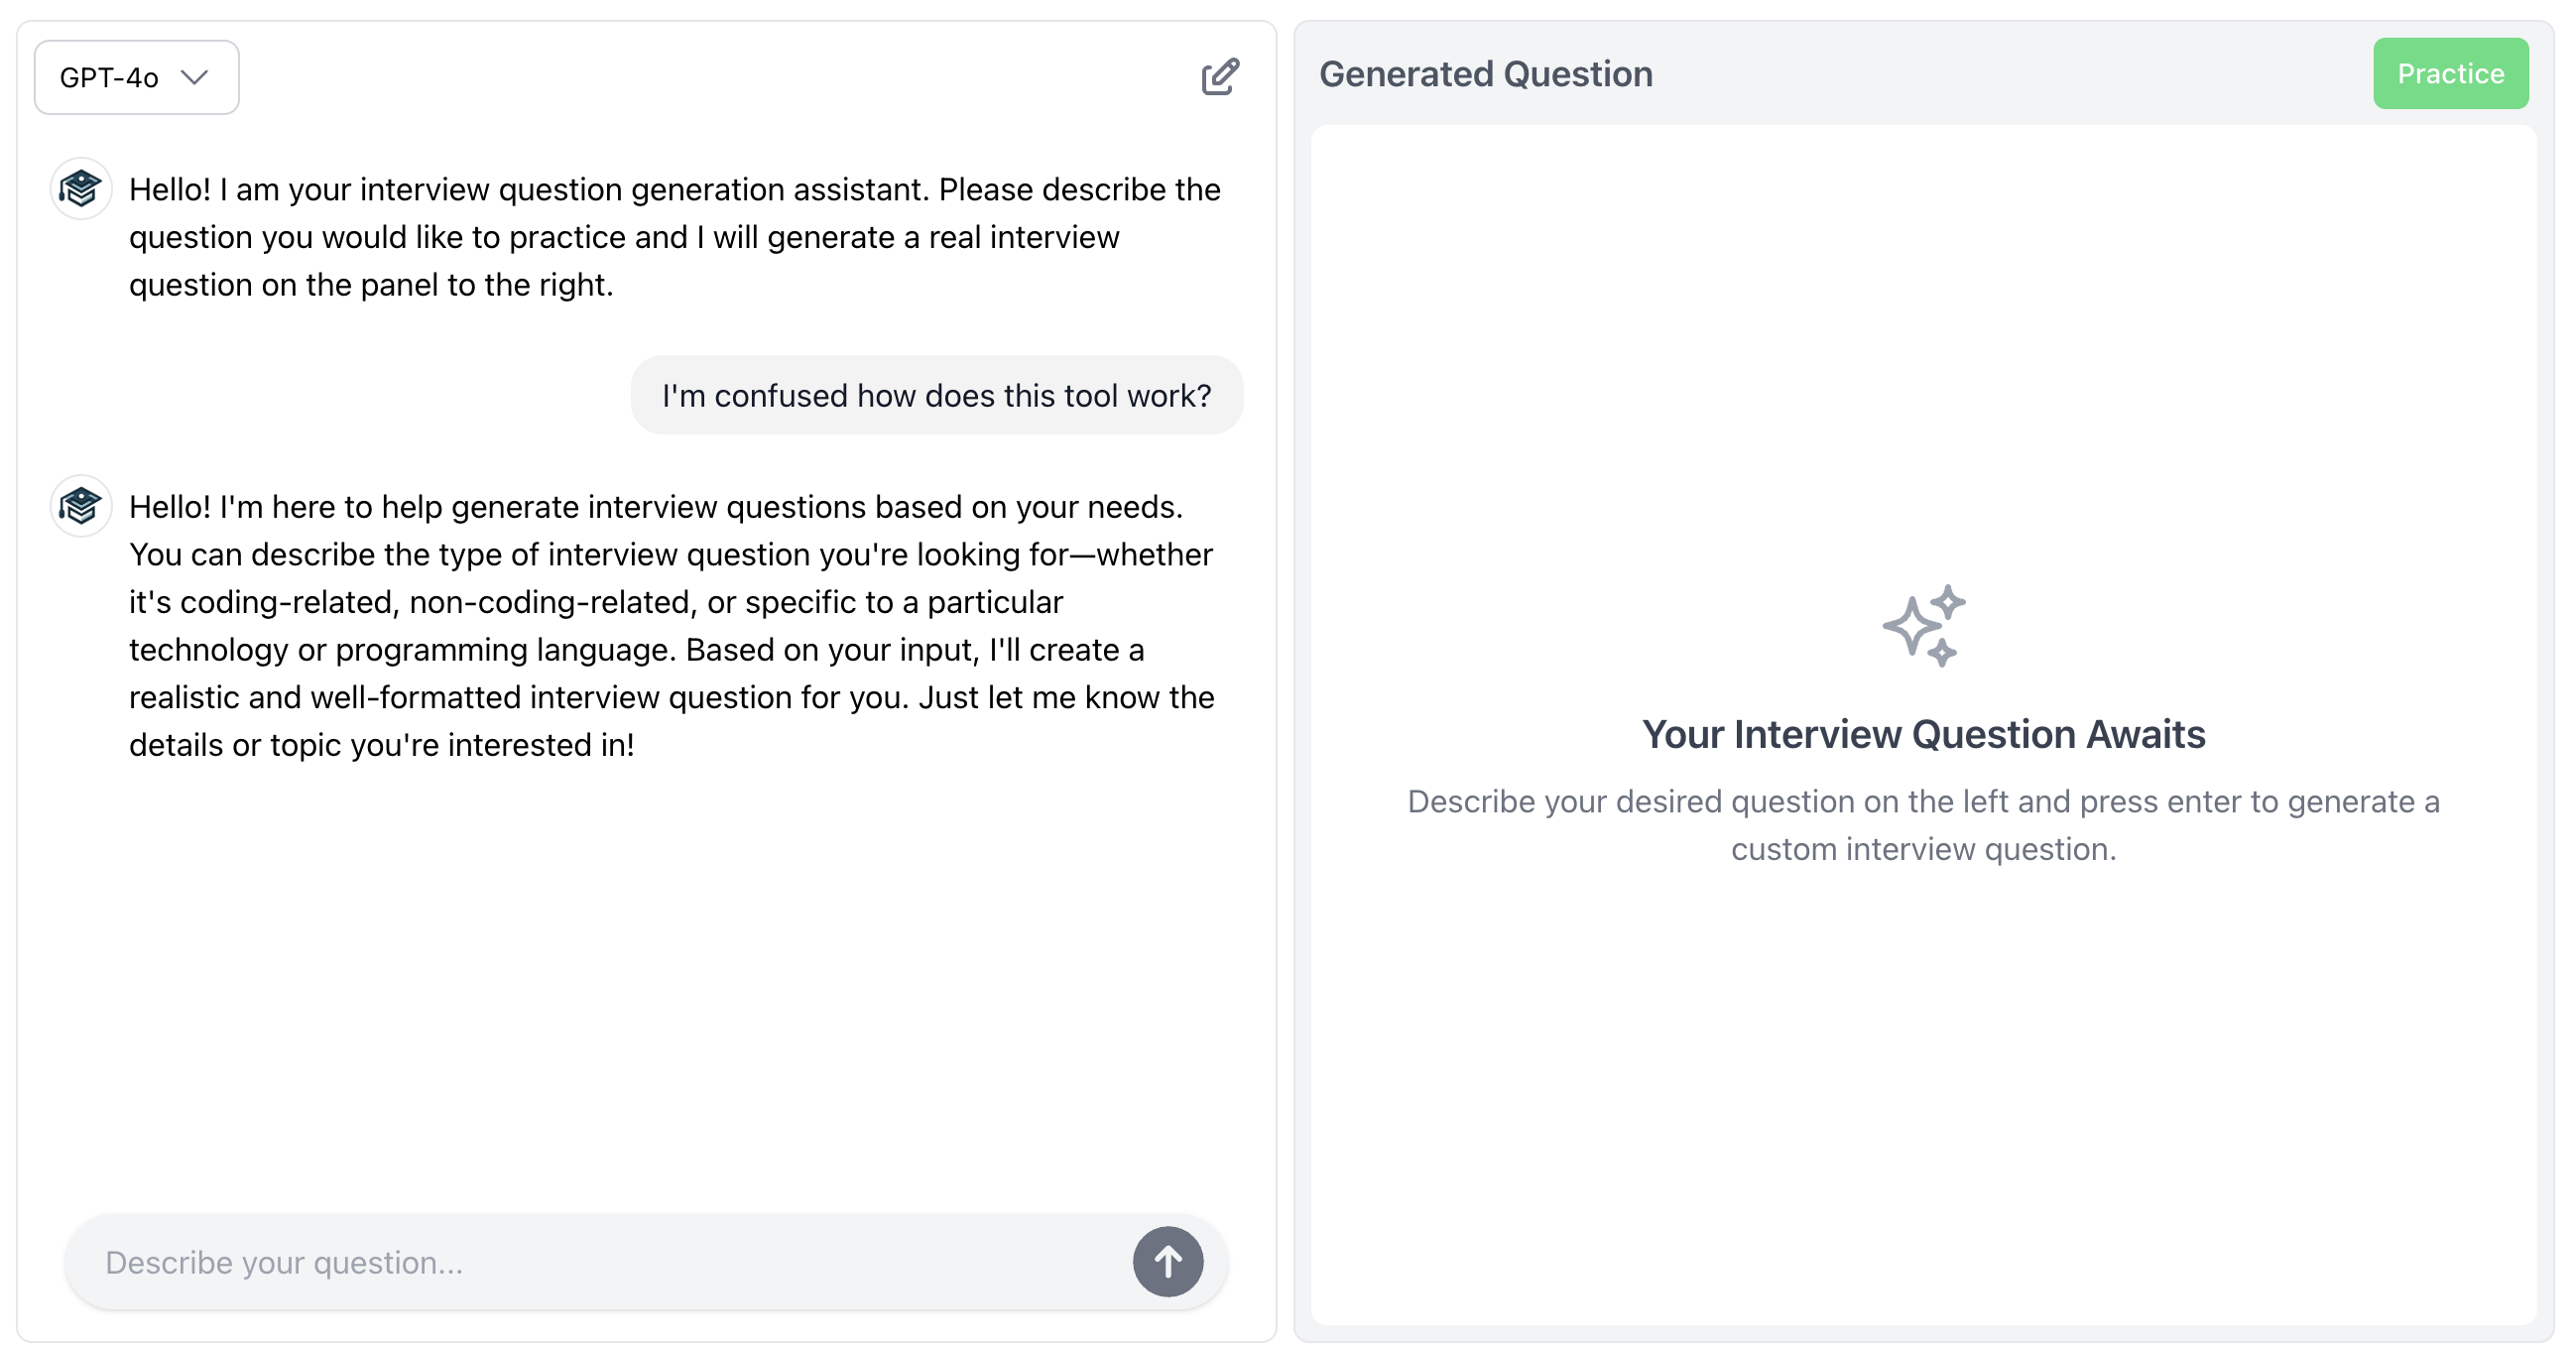 GPT-4o
Hello! I am your interview question generation assistant. Please describe the
question you would like to practice and I will generate a real interview
question on the panel to the right.
I'm confused how does this tool work?
Hello! I'm here to help generate interview questions based on your needs.
You can describe the type of interview question you're looking for—whether
it's coding-related, non-coding-related, or specific to a particular
technology or programming language. Based on your input, I'll create a
realistic and well-formatted interview question for you. Just let me know the
details or topic you're interested in!
Describe your question...
Generated Question
Practice
Your Interview Question Awaits
Describe your desired question on the left and press enter to generate a
custom interview question.